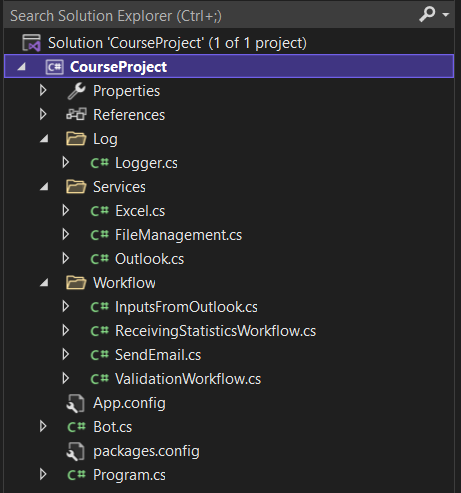 Search Solution Explorer (Ctrl+;)
Solution 'CourseProject' (1 of 1 project)
C# CourseProject
Properties
References
Log
C# Logger.cs
Services
C# Excel.cs
C# FileManagement.cs
C# Outlook.cs
Workflow
C# InputsFromOutlook.cs
C# ReceivingStatisticsWorkflow.cs
C# SendEmail.cs
C# ValidationWorkflow.cs
App.config
C# Bot.cs
packages.config
C# Program.cs